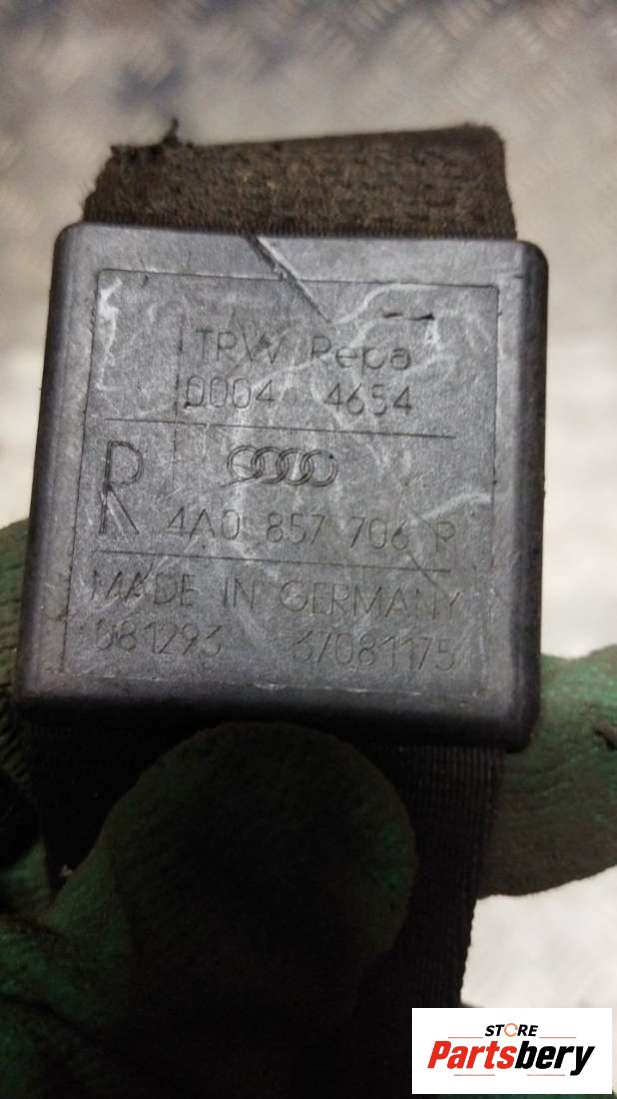 TRW Repa
0004 4654
R
4A0 857 706 R
MADE IN GERMANY
081293 37081175
STORE
Partsbery